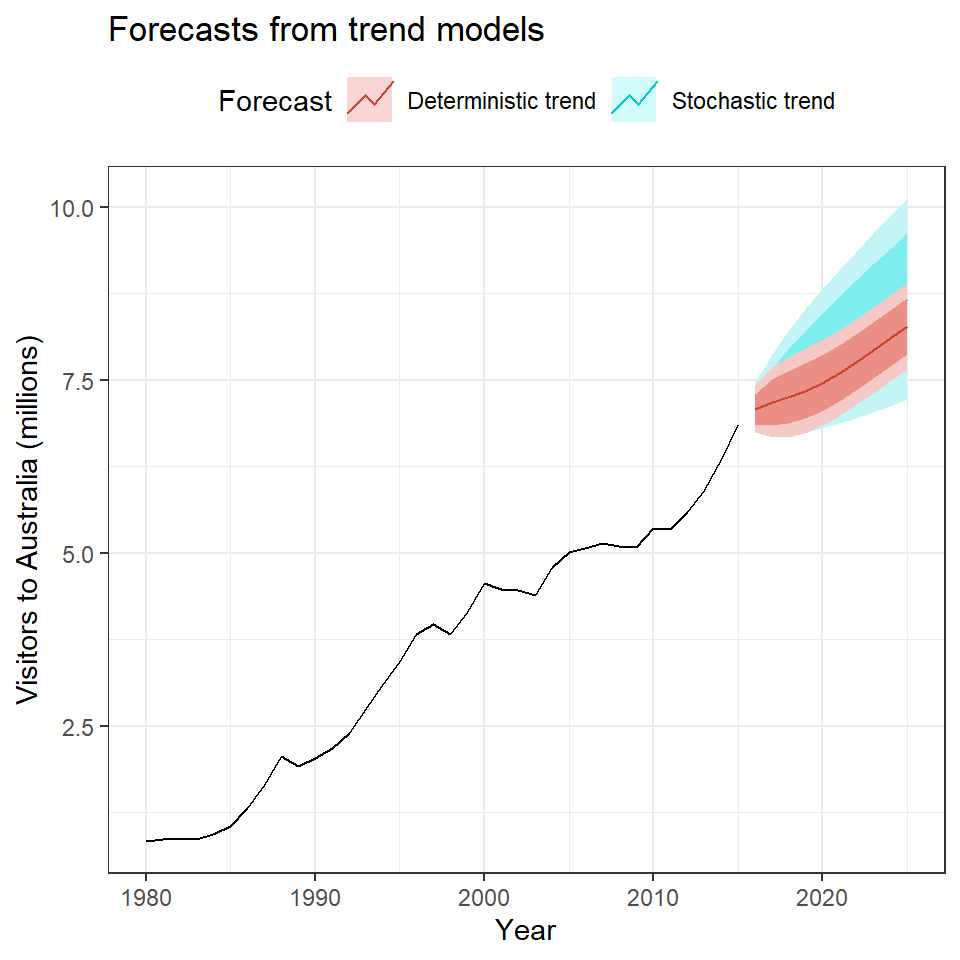 Forecasts from trend models
Forecast Deterministic trend Stochastic trend
10.0
7.5
5.0
2.5
Visitors to Australia (millions)
1980 1990 2000 2010 2020
Year